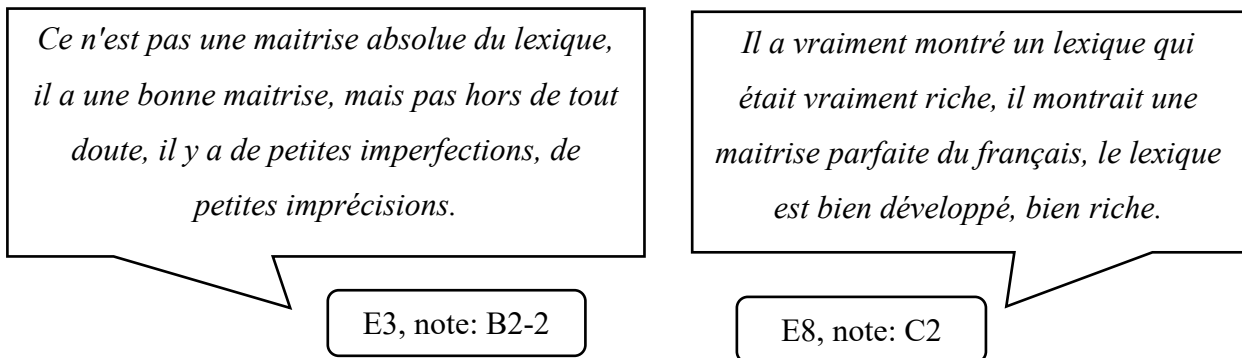 Ce n'est pas une maitrise absolue du lexique,
il a une bonne maitrise, mais pas hors de tout
doute, il y a de petites imperfections, de
petites imprécisions.
E3, note: B2-2
Il a vraiment montré un lexique qui
était vraiment riche, il montrait une
maitrise parfaite du français, le lexique
est bien développé, bien riche.
E8, note: C2